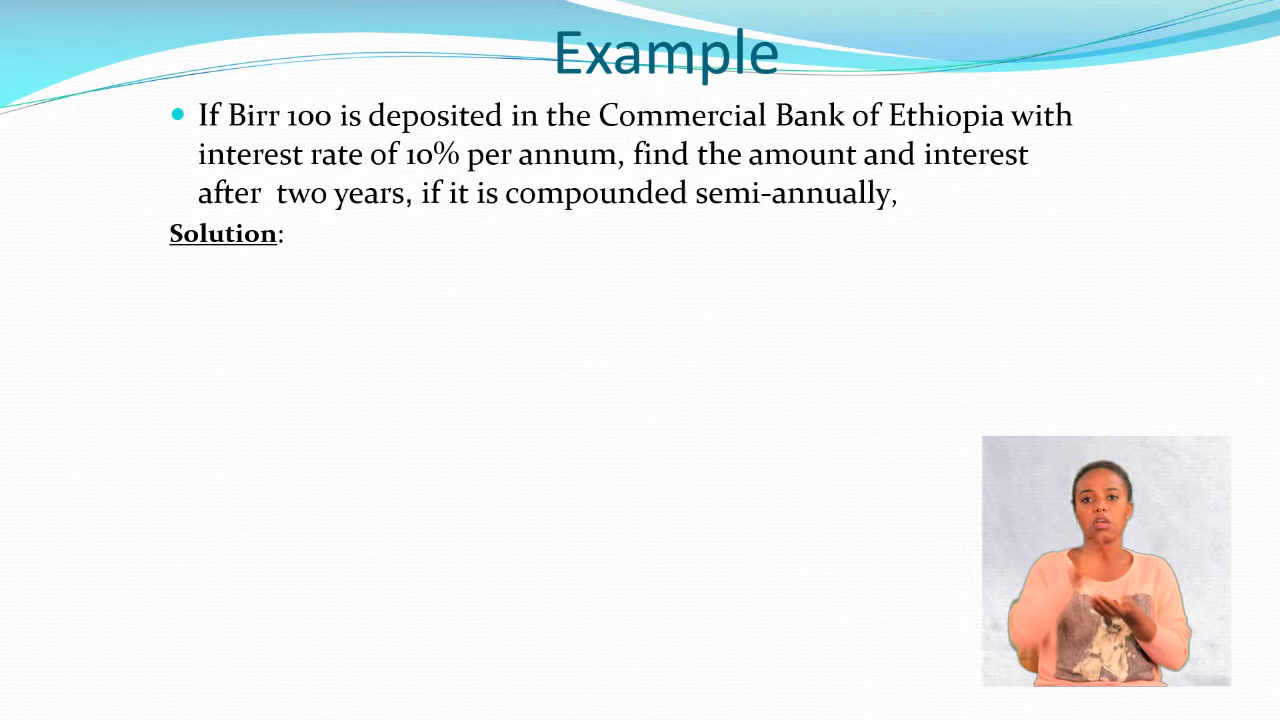 Example
• If Birr 100 is deposited in the Commercial Bank of Ethiopia with
interest rate of 10% per annum, find the amount and interest
after two years, if it is compounded semi-annually,
Solution: